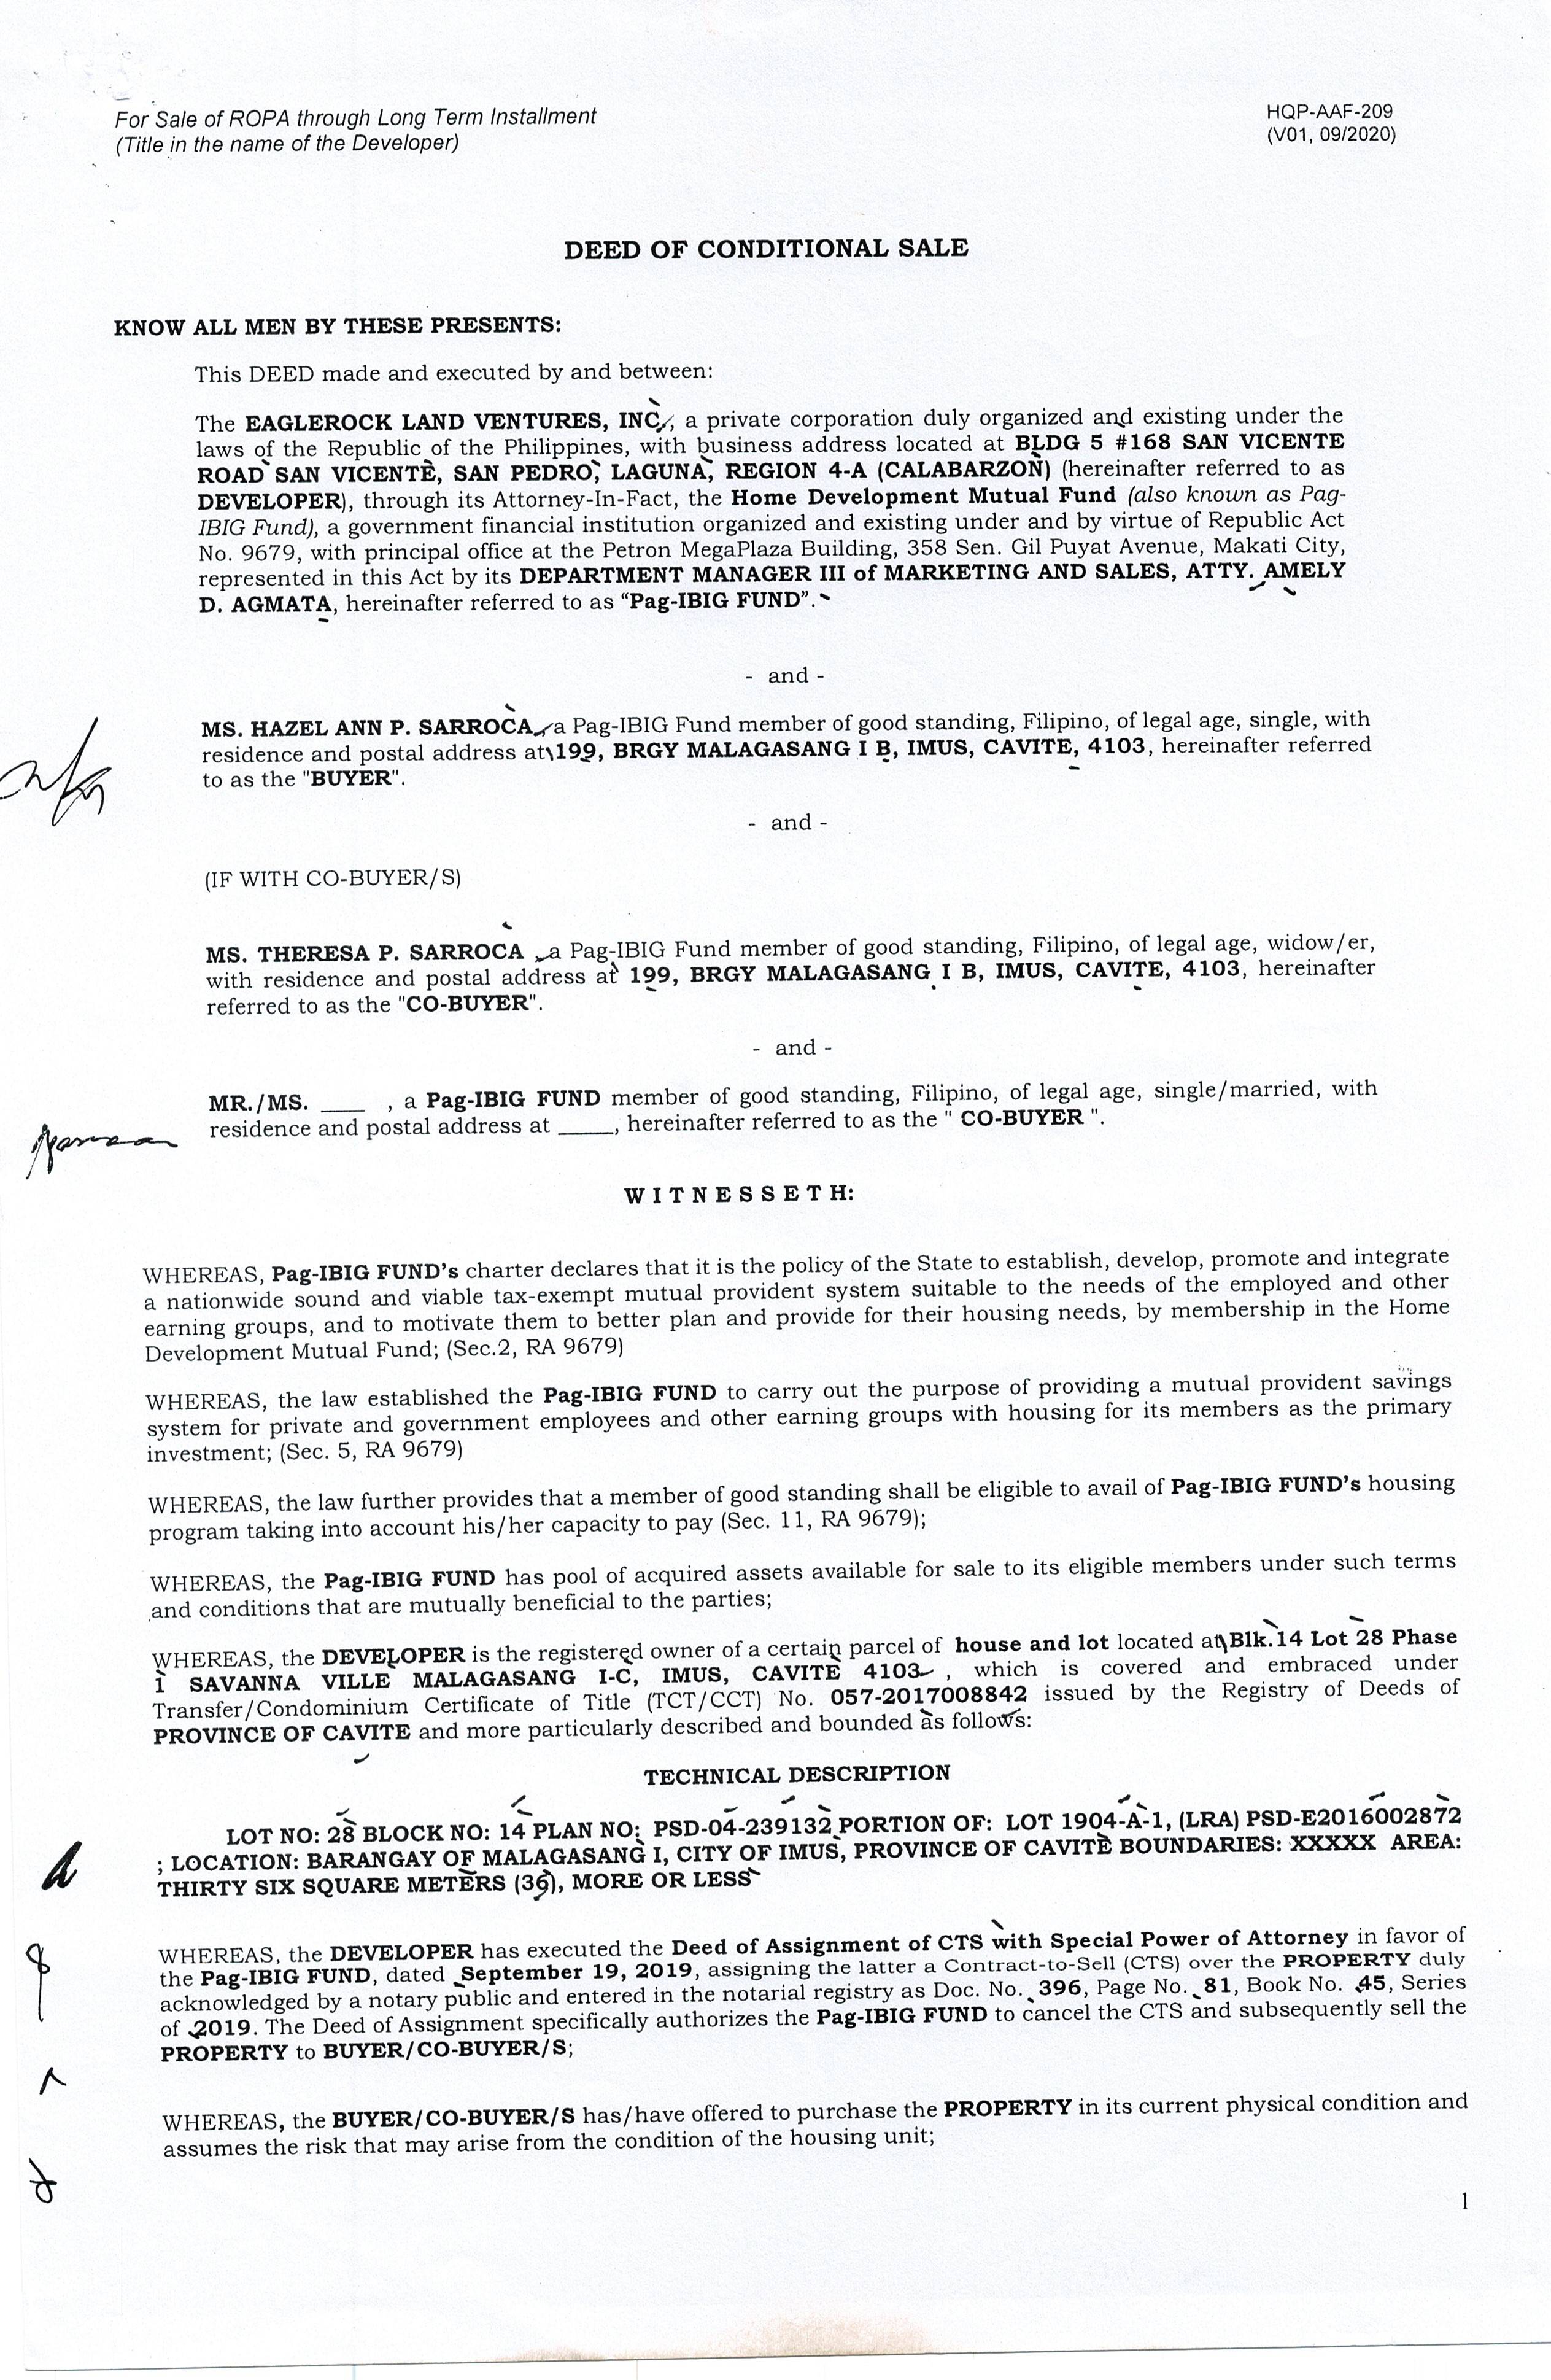 For Sale of ROPA through Long Term Installment
(Title in the name of the Developer)
HQP-AAF-209
(V01, 09/2020)
DEED OF CONDITIONAL SALE
KNOW ALL MEN BY THESE PRESENTS:
This DEED made and executed by and between:
The EAGLEROCK LAND VENTURES, INC., a private corporation duly organized and existing under the
laws of the Republic of the Philippines, with business address located at BLDG 5 #168 SAN VICENTE
ROAD SAN VICENTE, SAN PEDRO, LAGUNA, REGION 4-A (CALABARZON) (hereinafter referred to as
DEVELOPER), through its Attorney-In-Fact, the Home Development Mutual Fund (also known as Pag-
IBIG Fund), a government financial institution organized and existing under and by virtue of Republic Act
No. 9679, with principal office at the Petron MegaPlaza Building, 358 Sen. Gil Puyat Avenue, Makati City,
represented in this Act by its DEPARTMENT MANAGER III of MARKETING AND SALES, ATTY. AMELY
D. AGMATA, hereinafter referred to as “Pag-IBIG FUND”.
- and -
MS. HAZEL ANN P. SARROCA, a Pag-IBIG Fund member of good standing, Filipino, of legal age, single, with
residence and postal address at 199, BRGY MALAGASANG I B, IMUS, CAVITE, 4103, hereinafter referred
to as the "BUYER".
- and -
(IF WITH CO-BUYER/S)
MS. THERESA P. SARROCA , a Pag-IBIG Fund member of good standing, Filipino, of legal age, widow/er,
with residence and postal address at 199, BRGY MALAGASANG I B, IMUS, CAVITE, 4103, hereinafter
referred to as the "CO-BUYER".
- and -
MR./MS. ___ , a Pag-IBIG FUND member of good standing, Filipino, of legal age, single/married, with
residence and postal address at ____, hereinafter referred to as the " CO-BUYER ".
W I T N E S S E T H:
WHEREAS, Pag-IBIG FUND's charter declares that it is the policy of the State to establish, develop, promote and integrate
a nationwide sound and viable tax-exempt mutual provident system suitable to the needs of the employed and other
earning groups, and to motivate them to better plan and provide for their housing needs, by membership in the Home
Development Mutual Fund; (Sec.2, RA 9679)
WHEREAS, the law established the Pag-IBIG FUND to carry out the purpose of providing a mutual provident savings
system for private and government employees and other earning groups with housing for its members as the primary
investment; (Sec. 5, RA 9679)
WHEREAS, the law further provides that a member of good standing shall be eligible to avail of Pag-IBIG FUND's housing
program taking into account his/her capacity to pay (Sec. 11, RA 9679);
WHEREAS, the Pag-IBIG FUND has pool of acquired assets available for sale to its eligible members under such terms
and conditions that are mutually beneficial to the parties;
WHEREAS, the DEVELOPER is the registered owner of a certain parcel of house and lot located at Blk.14 Lot 28 Phase
1 SAVANNA VILLE MALAGASANG I-C, IMUS, CAVITE 4103 , which is covered and embraced under
Transfer/Condominium Certificate of Title (TCT/CCT) No. 057-2017008842 issued by the Registry of Deeds of
PROVINCE OF CAVITE and more particularly described and bounded as follows:
TECHNICAL DESCRIPTION
LOT NO: 28 BLOCK NO: 14 PLAN NO: PSD-04-239132 PORTION OF: LOT 1904-A-1, (LRA) PSD-E2016002872
; LOCATION: BARANGAY OF MALAGASANG I, CITY OF IMUS, PROVINCE OF CAVITE BOUNDARIES: XXXXX AREA:
THIRTY SIX SQUARE METERS (36), MORE OR LESS
WHEREAS, the DEVELOPER has executed the Deed of Assignment of CTS with Special Power of Attorney in favor of
the Pag-IBIG FUND, dated September 19, 2019, assigning the latter a Contract-to-Sell (CTS) over the PROPERTY duly
acknowledged by a notary public and entered in the notarial registry as Doc. No. 396, Page No. 81, Book No. 45, Series
of 2019. The Deed of Assignment specifically authorizes the Pag-IBIG FUND to cancel the CTS and subsequently sell the
PROPERTY to BUYER/CO-BUYER/S;
WHEREAS, the BUYER/CO-BUYER/S has/have offered to purchase the PROPERTY in its current physical condition and
assumes the risk that may arise from the condition of the housing unit;
1